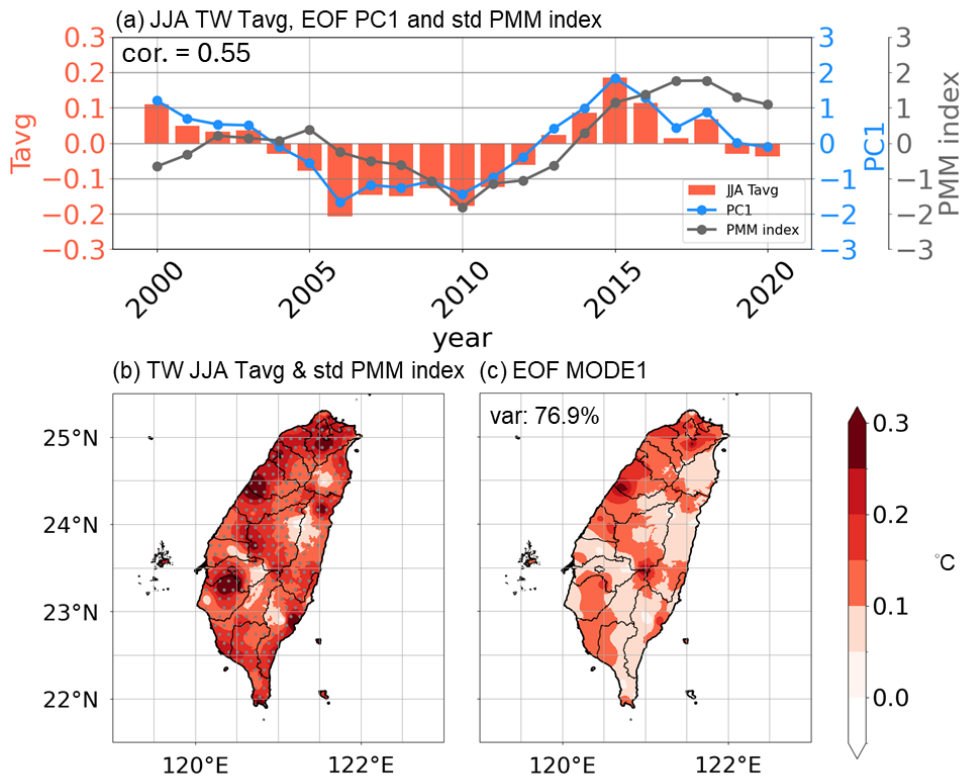 (a) JJA TW Tavg, EOF PC1 and std PMM index
cor. = 0.55
0.3
0.2
0.1
0.0
−0.1
−0.2
−0.3
Tavg
3
2
1
0
−1
−2
−3
PC1
3
2
1
0
−1
−2
−3
PMM index
JJA Tavg
PC1
PMM index
2000
2005
2010
2015
2020
year
(b) TW JJA Tavg & std PMM index
(c) EOF MODE1
var: 76.9%
25°N
24°N
23°N
22°N
120°E
122°E
120°E
122°E
0.3
0.2
0.1
0.0
°C